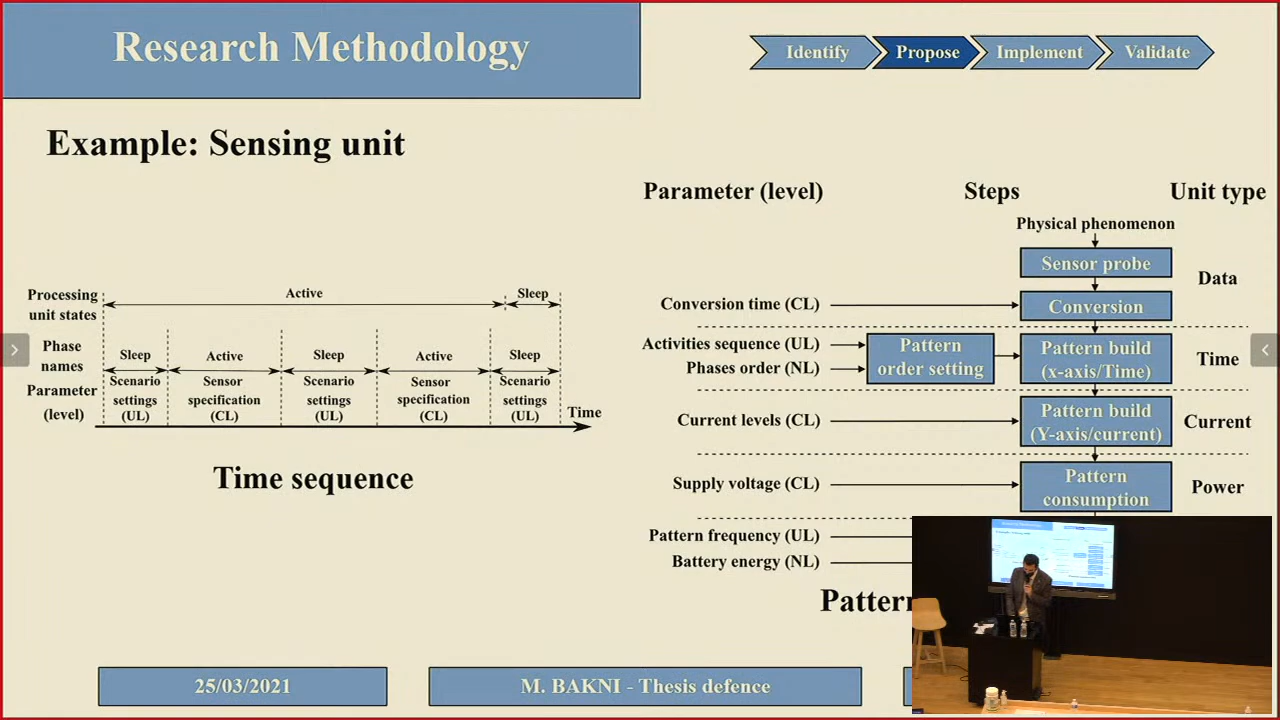 Research Methodology
Identify
Propose
Implement
Validate
Example: Sensing unit
Parameter (level)
Steps
Unit type
Physical phenomenon
Sensor probe
Data
Conversion time (CL)
Conversion
Activities sequence (UL)
Phases order (NL)
Pattern
order setting
Pattern build
(x-axis/Time)
Time
Current levels (CL)
Pattern build
(Y-axis/current)
Current
Supply voltage (CL)
Pattern
consumption
Power
Pattern frequency (UL)
Battery energy (NL)
Pattern
Processing
unit states
Active
Sleep
Phase
names
Sleep
Active
Sleep
Active
Sleep
Parameter
(level)
Scenario
settings
(UL)
Sensor
specification
(CL)
Scenario
settings
(UL)
Sensor
specification
(CL)
Scenario
settings
(UL)
Time
Time sequence
25/03/2021
M. BAKNI - Thesis defence